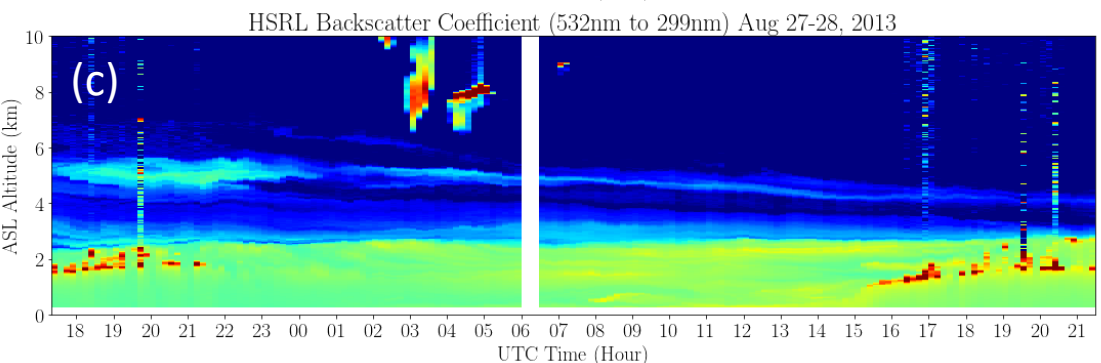 HSRL Backscatter Coefficient (532nm to 299nm) Aug 27-28, 2013
(c)
ASL Altitude (km)
10
8
6
4
2
0
18 19 20 21 22 23 00 01 02 03 04 05 06 07 08 09 10 11 12 13 14 15 16 17 18 19 20 21
UTC Time (Hour)